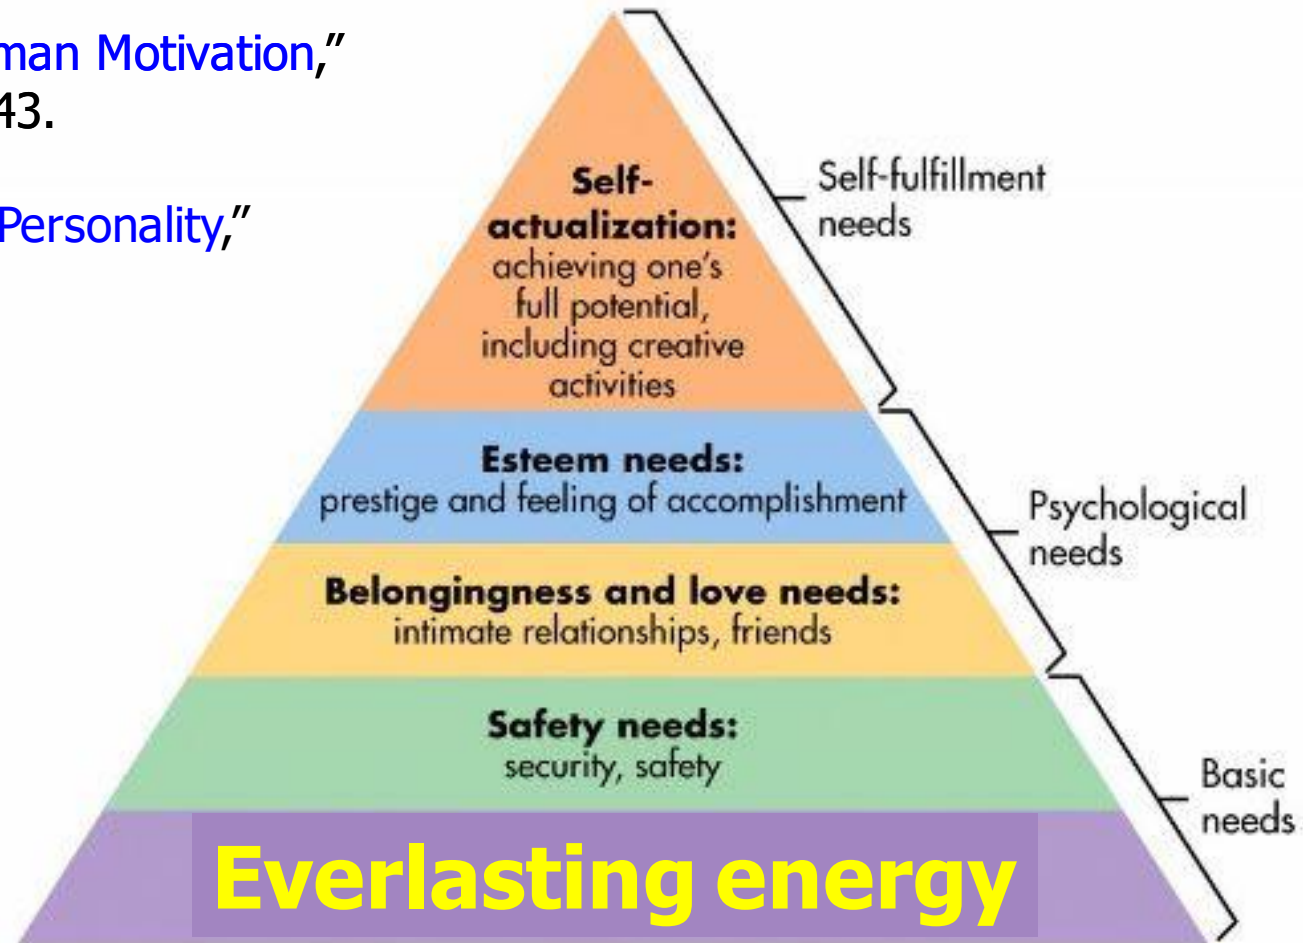 man Motivation,”
43.
Personality,”
Self-
actualization:
achieving one’s
full potential,
including creative
activities
Self-fulfillment
needs
Esteem needs:
prestige and feeling of accomplishment
Psychological
needs
Belongingness and love needs:
intimate relationships, friends
Safety needs:
security, safety
Basic
needs
Everlasting energy